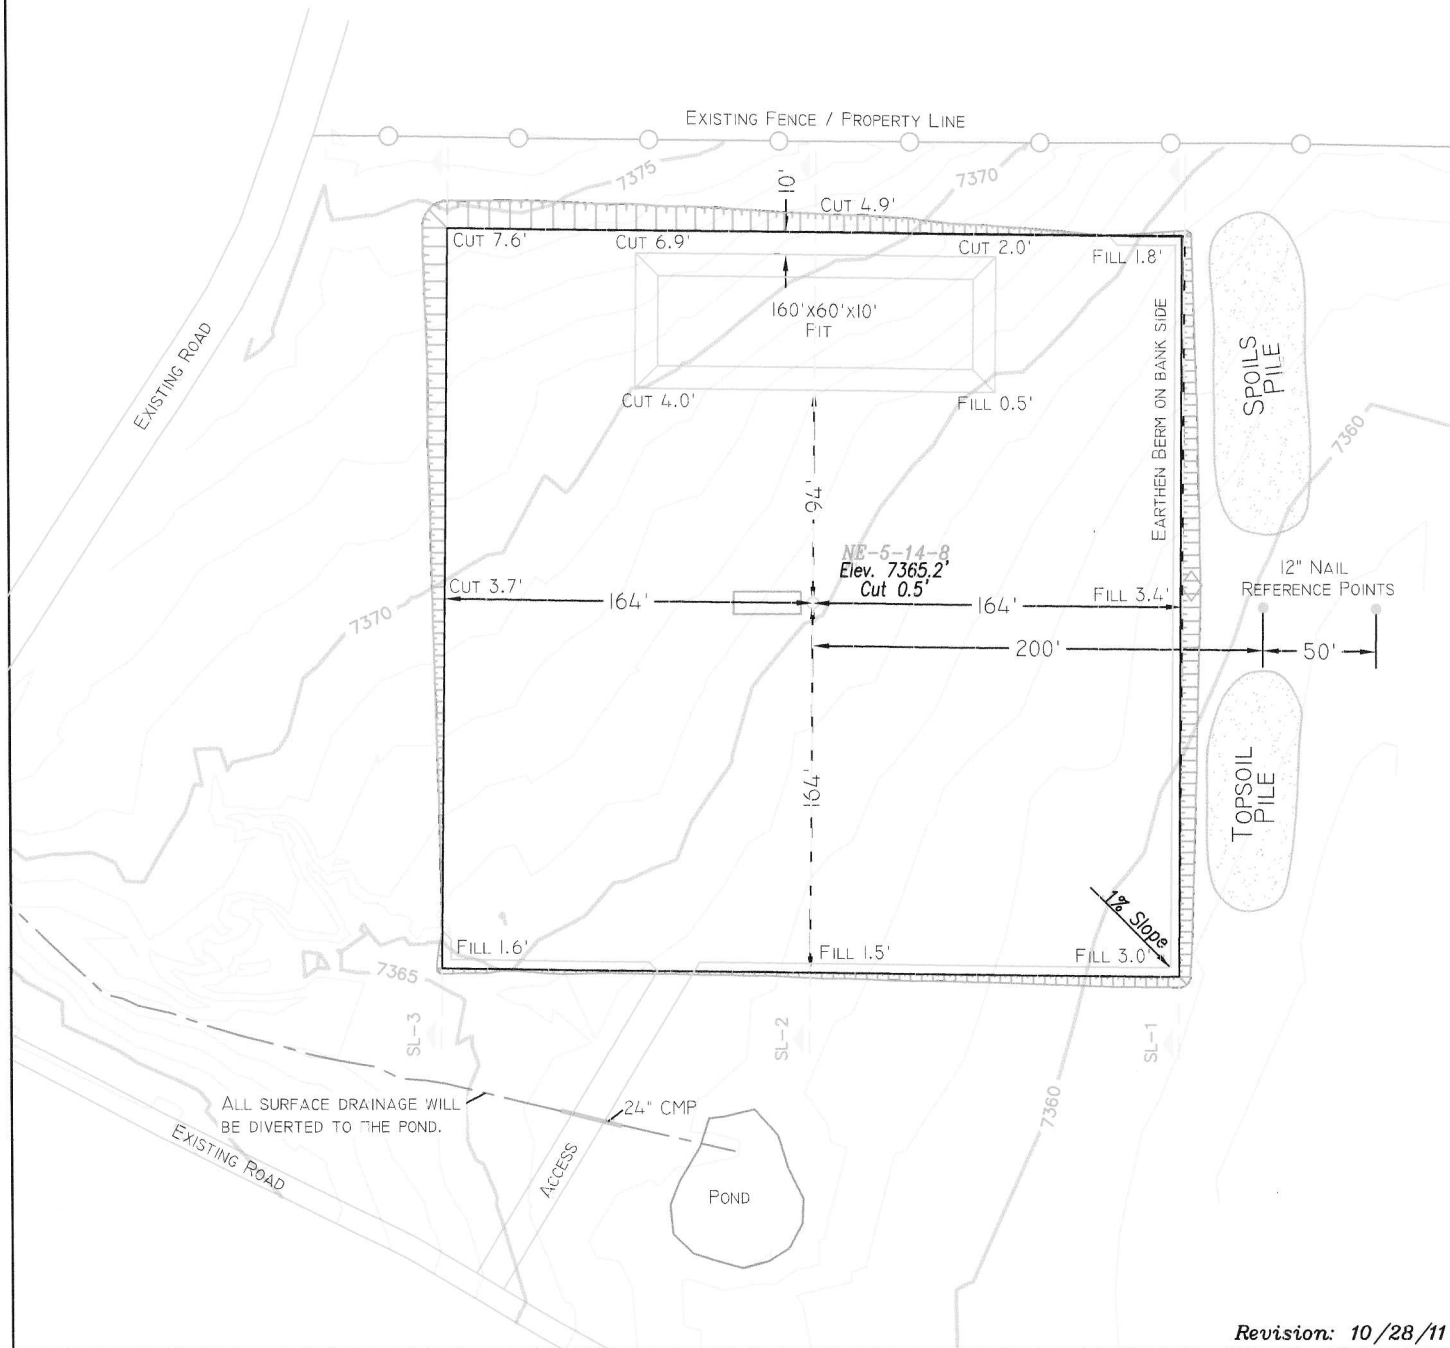 EXISTING FENCE / PROPERTY LINE
7375
7370
10'
CUT 4.9'
CUT 7.6'
CUT 6.9'
CUT 2.0'
FILL 1.8'
160'x60'x10'
PIT
EXISTING ROAD
EARTHEN BERM ON BANK SIDE
SPOILS
PILE
CUT 4.0'
FILL 0.5'
7360
94'
NE-5-14-8
Elev. 7365.2'
Cut 0.5'
12" NAIL
REFERENCE POINTS
CUT 3.7'
164'
164'
FILL 3.4'
7370
200'
50'
164'
TOPSOIL
PILE
1% Slope
FILL 1.6'
FILL 1.5'
FILL 3.0'
7365
SL-3
SL-2
SL-1
ALL SURFACE DRAINAGE WILL
BE DIVERTED TO THE POND.
24" CMP
7360
EXISTING ROAD
ACCESS
POND
Revision: 10/28/11